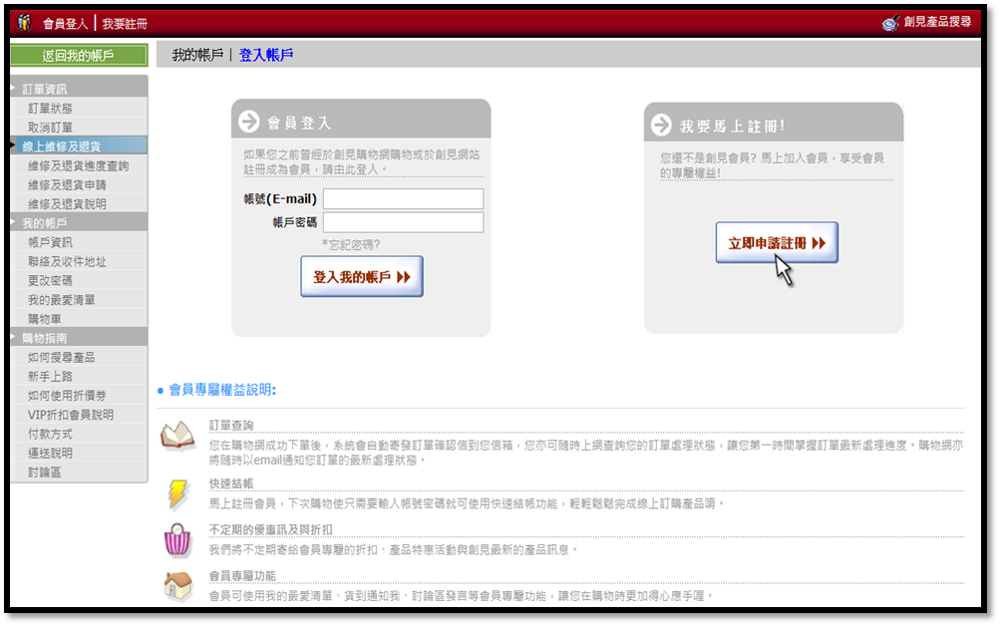 會員登入 | 我要註冊
創見產品搜尋
返回我的帳戶
我的帳戶 | 登入帳戶
訂單資訊
訂單狀態
取消訂單
線上維修及退貨
維修及退貨進度查詢
維修及退貨申請
維修及退貨說明
我的帳戶
帳戶資訊
聯絡及收件地址
更改密碼
我的最愛清單
購物車
購物指南
如何搜尋產品
新手上路
如何使用折價券
VIP折扣會員說明
付款方式
運送說明
討論區
會員登入
如果您之前曾經於創見購物網購物或於創見網站
註冊成為會員，請由此登入。
帳號(E-mail)
帳戶密碼
*忘記密碼?
登入我的帳戶
我要馬上註冊!
您還不是創見會員? 馬上加入會員，享受會員
的專屬權益!
立即申請註冊
• 會員專屬權益說明:
訂單查詢
您在購物網成功下單後，系統會自動寄發訂單確認信到您信箱，您亦可隨時上網查詢您的訂單處理狀態，讓您第一時間掌握訂單最新處理進度。購物網亦
將隨時以email通知您訂單的最新處理狀態。
快速結帳
馬上註冊會員，下次購物使只需要輸入帳號密碼就可使用快速結帳功能，輕輕鬆鬆完成線上訂購產品唷。
不定期的優惠訊及與折扣
我們將不定期寄給會員專屬的折扣、產品特惠活動與創見最新的產品訊息。
會員專屬功能
會員可使用我的最愛清單、貨到通知我、討論區發言等會員專屬功能，讓您在購物時更加得心應手喔。